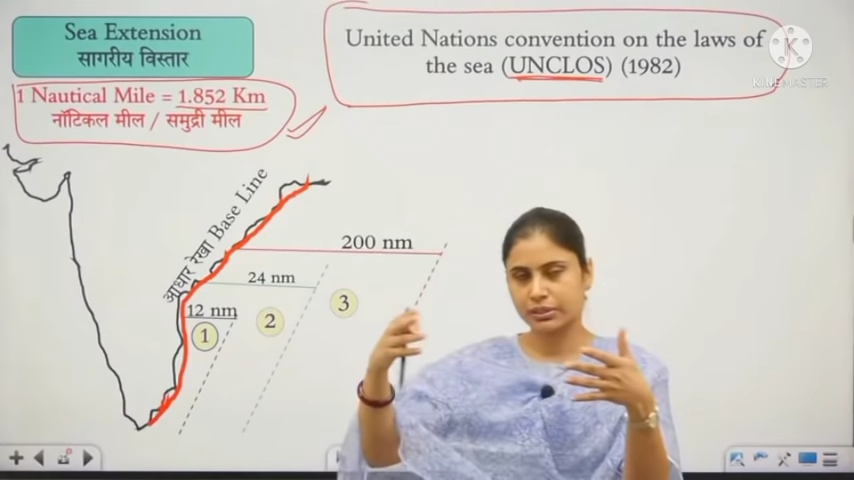 Sea Extension
सागरीय विस्तार
United Nations convention on the laws of
the sea (UNCLOS) (1982)
KINEMASTER
1 Nautical Mile = 1.852 Km
नॉटिकल मील / समुद्री मील
आधार रेखा Base Line
200 nm
24 nm
12 nm
1
2
3